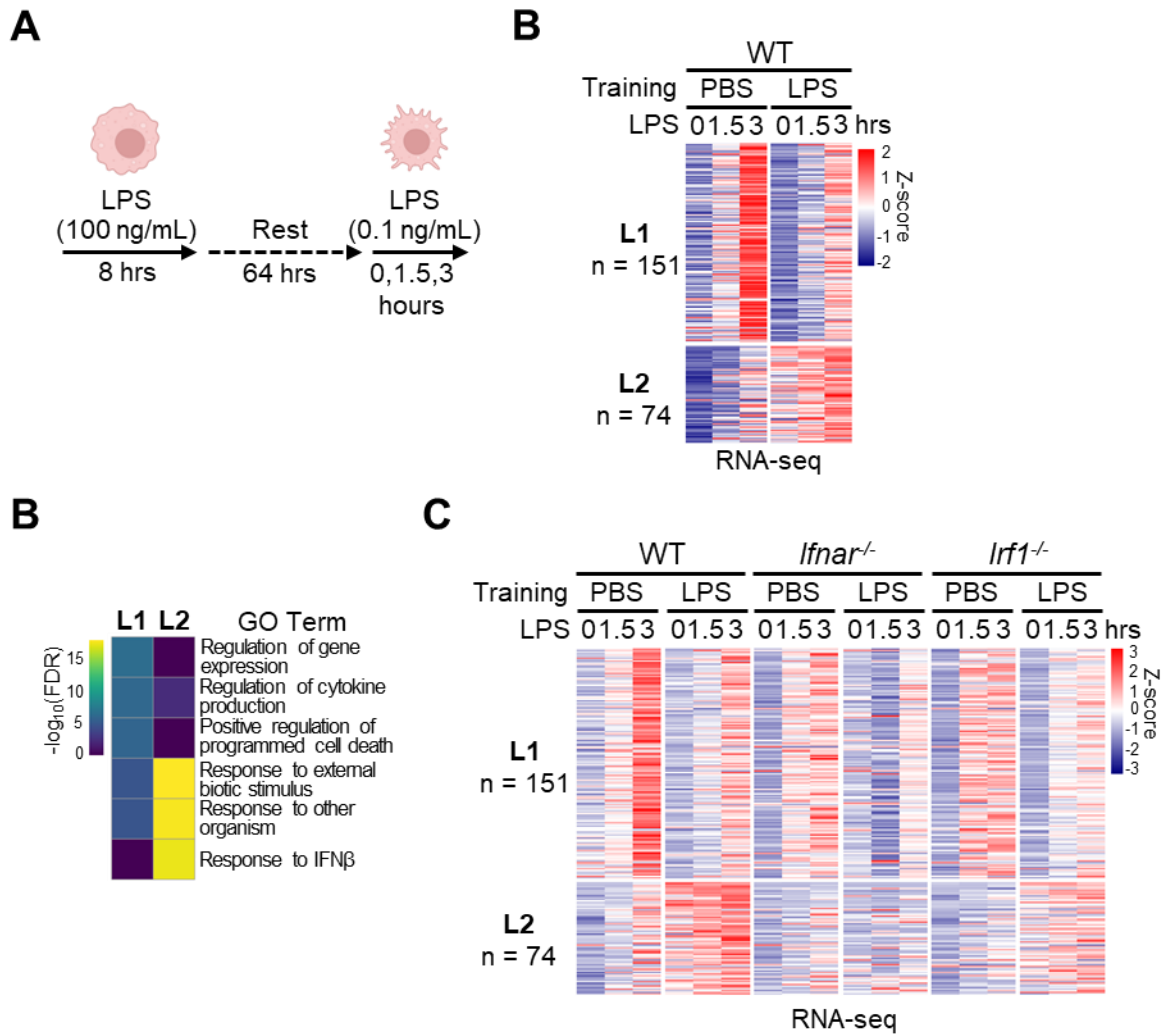 A
LPS
(100 ng/mL)
8 hrs
Rest
64 hrs
LPS
(0.1 ng/mL)
0,1.5,3
hours
B
WT
Training PBS LPS
LPS 0 1.5 3 0 1.5 3 hrs
L1
n = 151
L2
n = 74
2
1
0
-1
-2
Z-score
RNA-seq
B
L1 L2 GO Term
-log10(FDR)
15
10
5
0
Regulation of gene
expression
Regulation of cytokine
production
Positive regulation of
programmed cell death
Response to external
biotic stimulus
Response to other
organism
Response to IFNβ
C
WT Ifnar-/- Irf1-/-
Training PBS LPS PBS LPS PBS LPS
LPS 0 1.5 3 0 1.5 3 0 1.5 3 0 1.5 3 0 1.5 3 0 1.5 3 hrs
L1
n = 151
L2
n = 74
3
2
1
0
-1
-2
-3
Z-score
RNA-seq